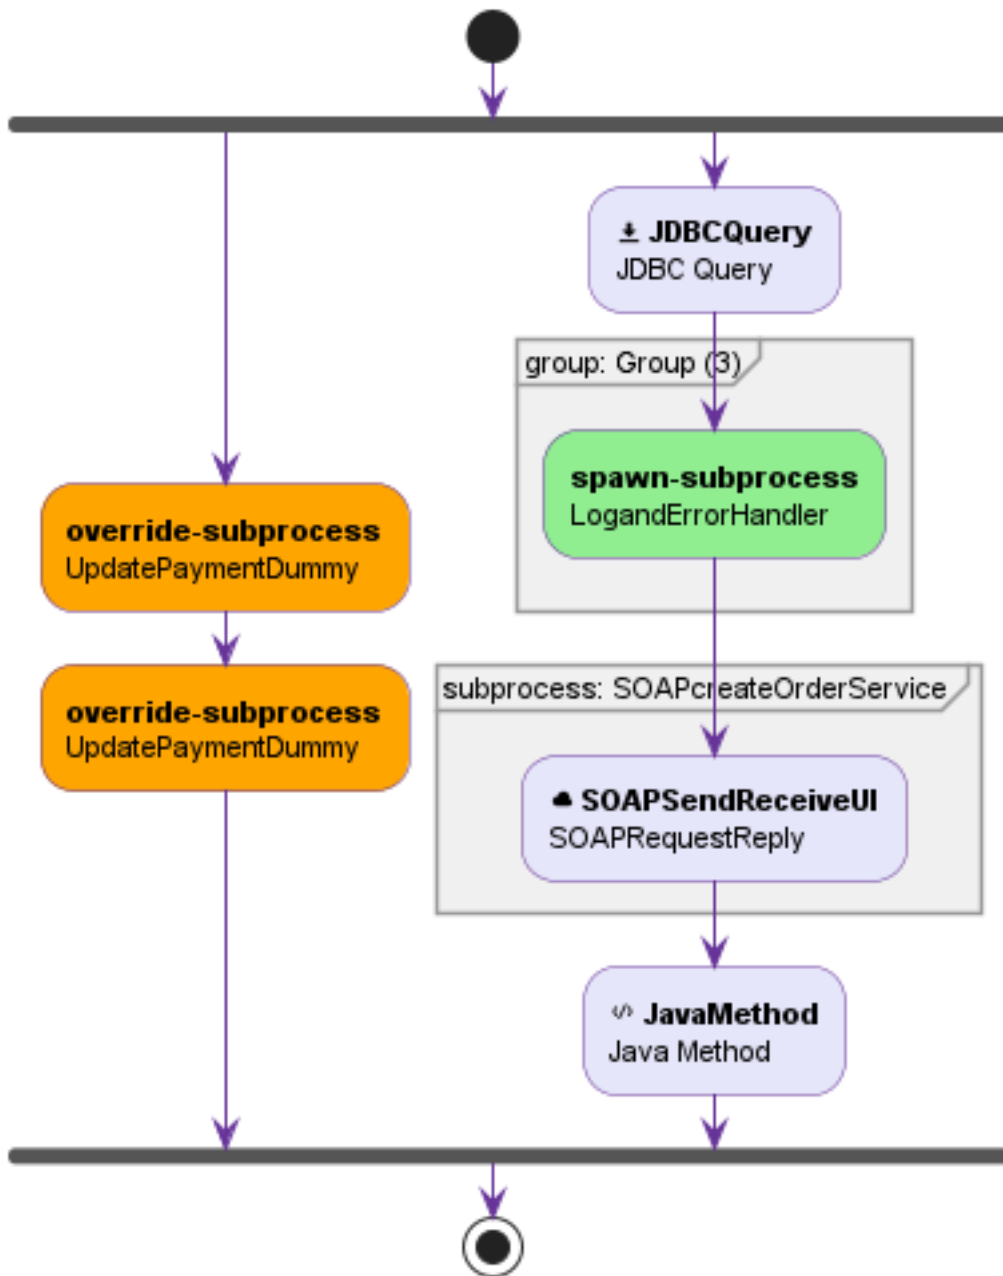 JDBCQuery
JDBC Query
group: Group (3)
spawn-subprocess
LogandErrorHandler
override-subprocess
UpdatePaymentDummy
override-subprocess
UpdatePaymentDummy
subprocess: SOAPcreateOrderService
SOAPSendReceiveUI
SOAPRequestReply
JavaMethod
Java Method